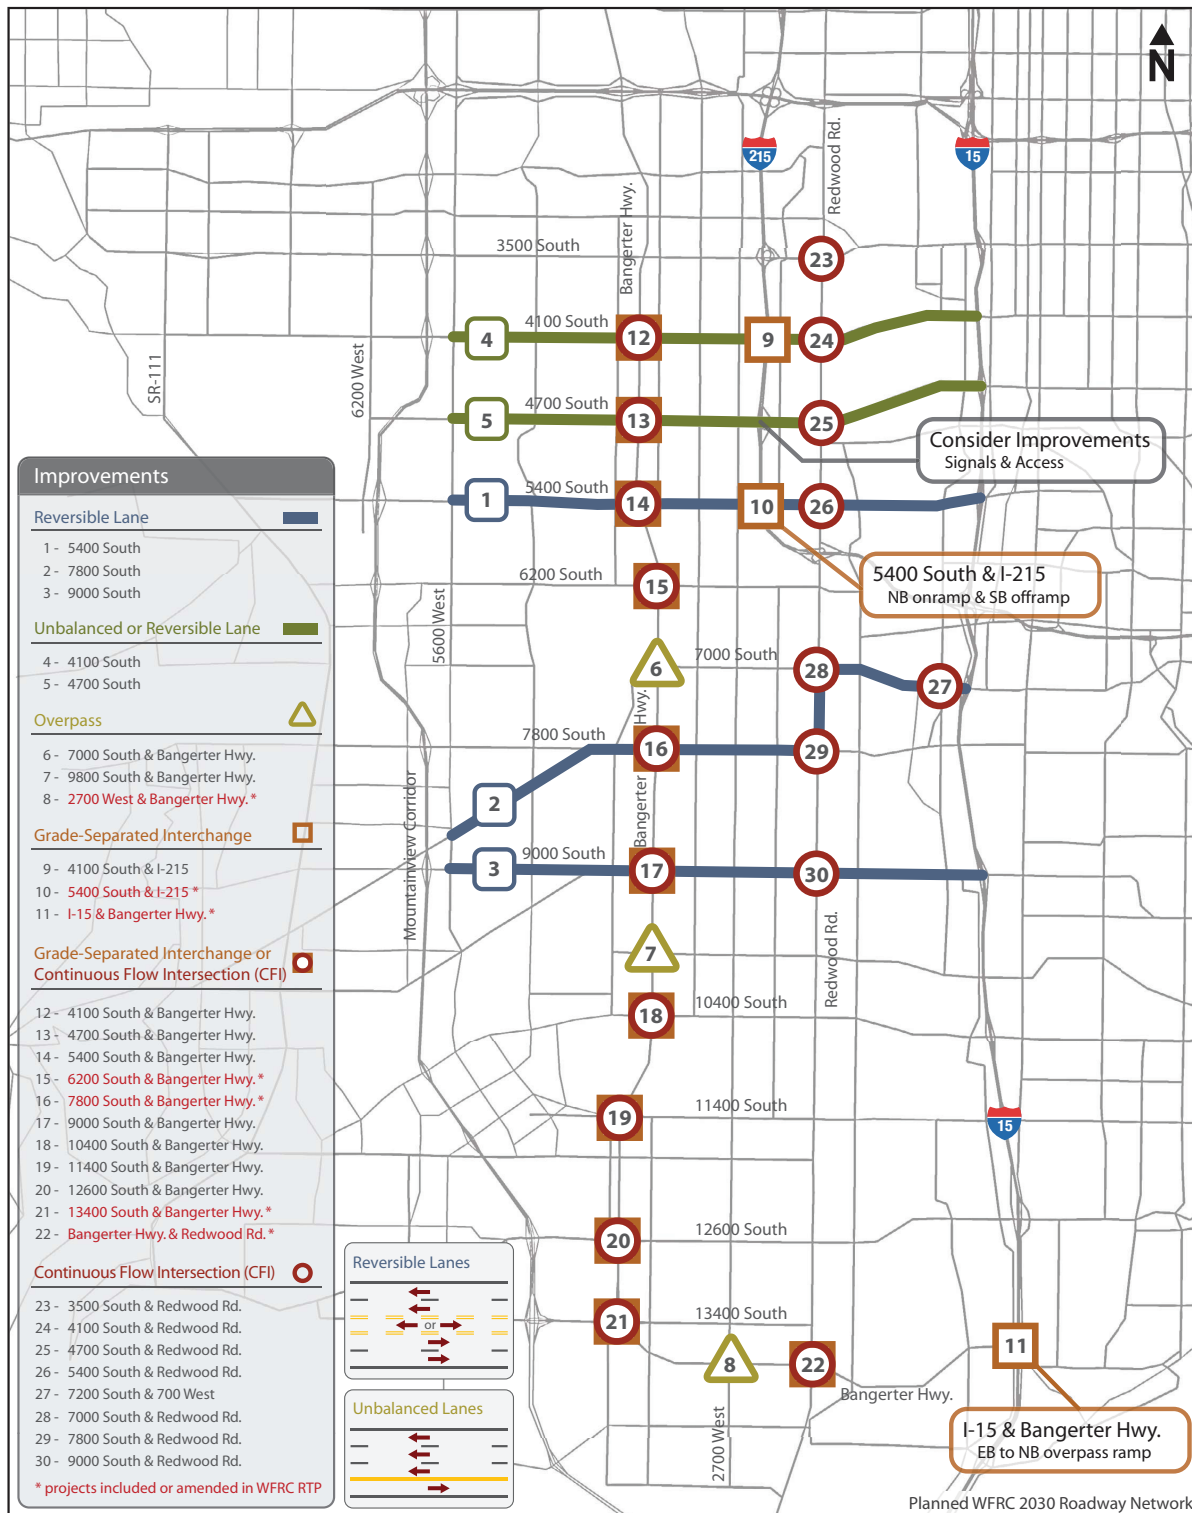 N
215
15
Redwood Rd.
Bangerter Hwy.
3500 South
23
4100 South
4
12
9
24
SR-111
6200 West
4700 South
5
13
25
Consider Improvements
Signals & Access
5400 South
1
14
10
26
6200 South
15
5400 South & I-215
NB onramp & SB offramp
5600 West
7000 South
6
28
27
7800 South
Hwy.
16
29
2
Mountainview Corridor
Bangerter
9000 South
3
17
30
7
Redwood Rd.
10400 South
18
11400 South
19
15
12600 South
20
13400 South
21
8
22
11
Bangerter Hwy.
2700 West
I-15 & Bangerter Hwy.
EB to NB overpass ramp
Planned WFRC 2030 Roadway Network
Improvements
Reversible Lane
1 - 5400 South
2 - 7800 South
3 - 9000 South
Unbalanced or Reversible Lane
4 - 4100 South
5 - 4700 South
Overpass
6 - 7000 South & Bangerter Hwy.
7 - 9800 South & Bangerter Hwy.
8 - 2700 West & Bangerter Hwy. *
Grade-Separated Interchange
9 - 4100 South & I-215
10 - 5400 South & I-215 *
11 - I-15 & Bangerter Hwy. *
Grade-Separated Interchange or
Continuous Flow Intersection (CFI)
12 - 4100 South & Bangerter Hwy.
13 - 4700 South & Bangerter Hwy.
14 - 5400 South & Bangerter Hwy.
15 - 6200 South & Bangerter Hwy. *
16 - 7800 South & Bangerter Hwy. *
17 - 9000 South & Bangerter Hwy.
18 - 10400 South & Bangerter Hwy.
19 - 11400 South & Bangerter Hwy.
20 - 12600 South & Bangerter Hwy.
21 - 13400 South & Bangerter Hwy. *
22 - Bangerter Hwy. & Redwood Rd. *
Continuous Flow Intersection (CFI)
23 - 3500 South & Redwood Rd.
24 - 4100 South & Redwood Rd.
25 - 4700 South & Redwood Rd.
26 - 5400 South & Redwood Rd.
27 - 7200 South & 700 West
28 - 7000 South & Redwood Rd.
29 - 7800 South & Redwood Rd.
30 - 9000 South & Redwood Rd.
* projects included or amended in WFRC RTP
Reversible Lanes
or
Unbalanced Lanes